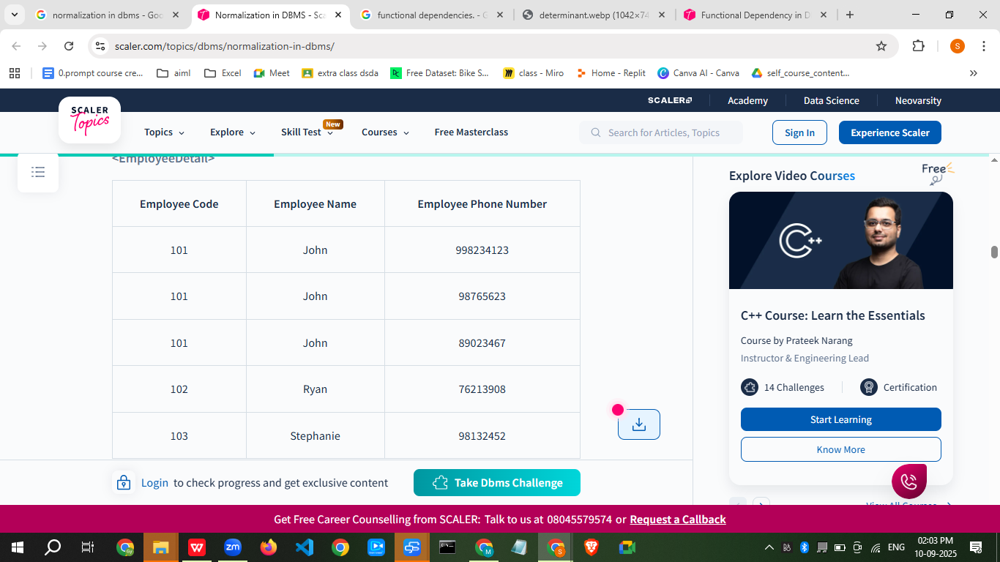 normalization in dbms - Goo
Normalization in DBMS - Sca
functional dependencies. - G
determinant.webp (1042×74
Functional Dependency in D
scaler.com/topics/dbms/normalization-in-dbms/
S
0.prompt course cre...
aiml
Excel
Meet
extra class dsda
Free Dataset: Bike S...
class - Miro
Home - Replit
Canva AI - Canva
self_course_content...
SCALER
Academy
Data Science
Neovarsity
SCALER
Topics
Topics
Explore
Skill Test
New
Courses
Free Masterclass
Search for Articles, Topics
Sign In
Experience Scaler
<EmployeeDetail>
Employee Code Employee Name Employee Phone Number
101 John 998234123
101 John 98765623
101 John 89023467
102 Ryan 76213908
103 Stephanie 98132452
Explore Video Courses
Free
C++
C++ Course: Learn the Essentials
Course by Prateek Narang
Instructor & Engineering Lead
14 Challenges
Certification
Start Learning
Know More
View All Courses
Login to check progress and get exclusive content
Take Dbms Challenge
Get Free Career Counselling from SCALER: Talk to us at 08045579574 or Request a Callback
ENG
02:03 PM
10-09-2025